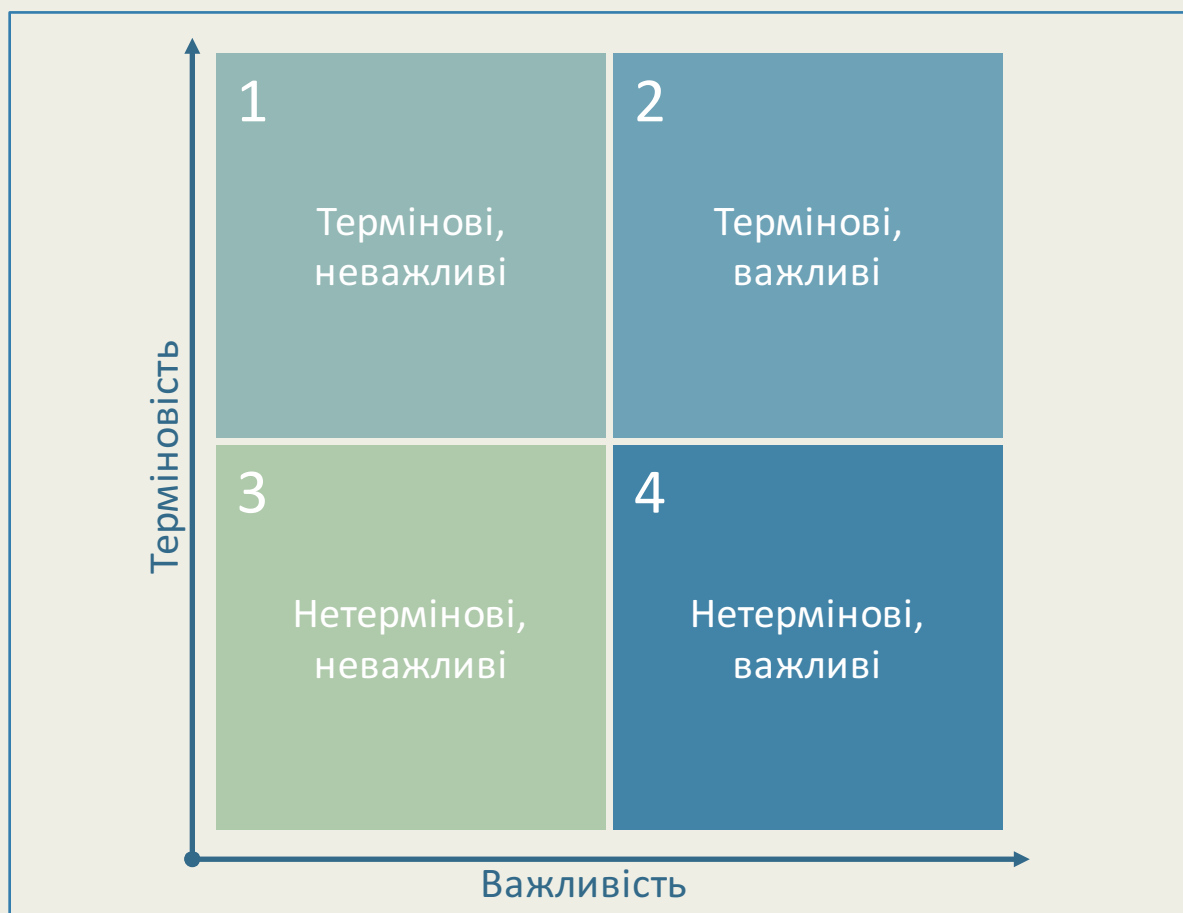 1
Термінові,
неважливі
2
Термінові,
важливі
3
Нетермінові,
неважливі
4
Нетермінові,
важливі
Терміновість
Важливість